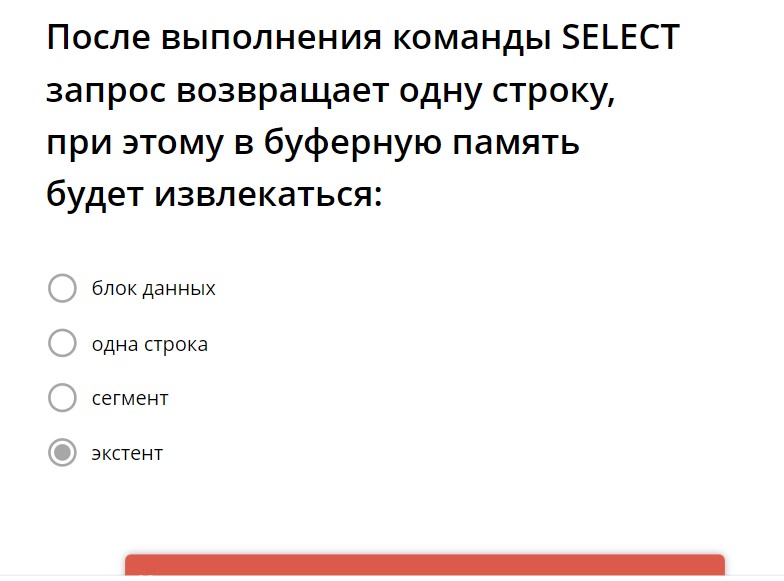 После выполнения команды SELECT
запрос возвращает одну строку,
при этому в буферную память
будет извлекаться:
блок данных
одна строка
сегмент
экстент